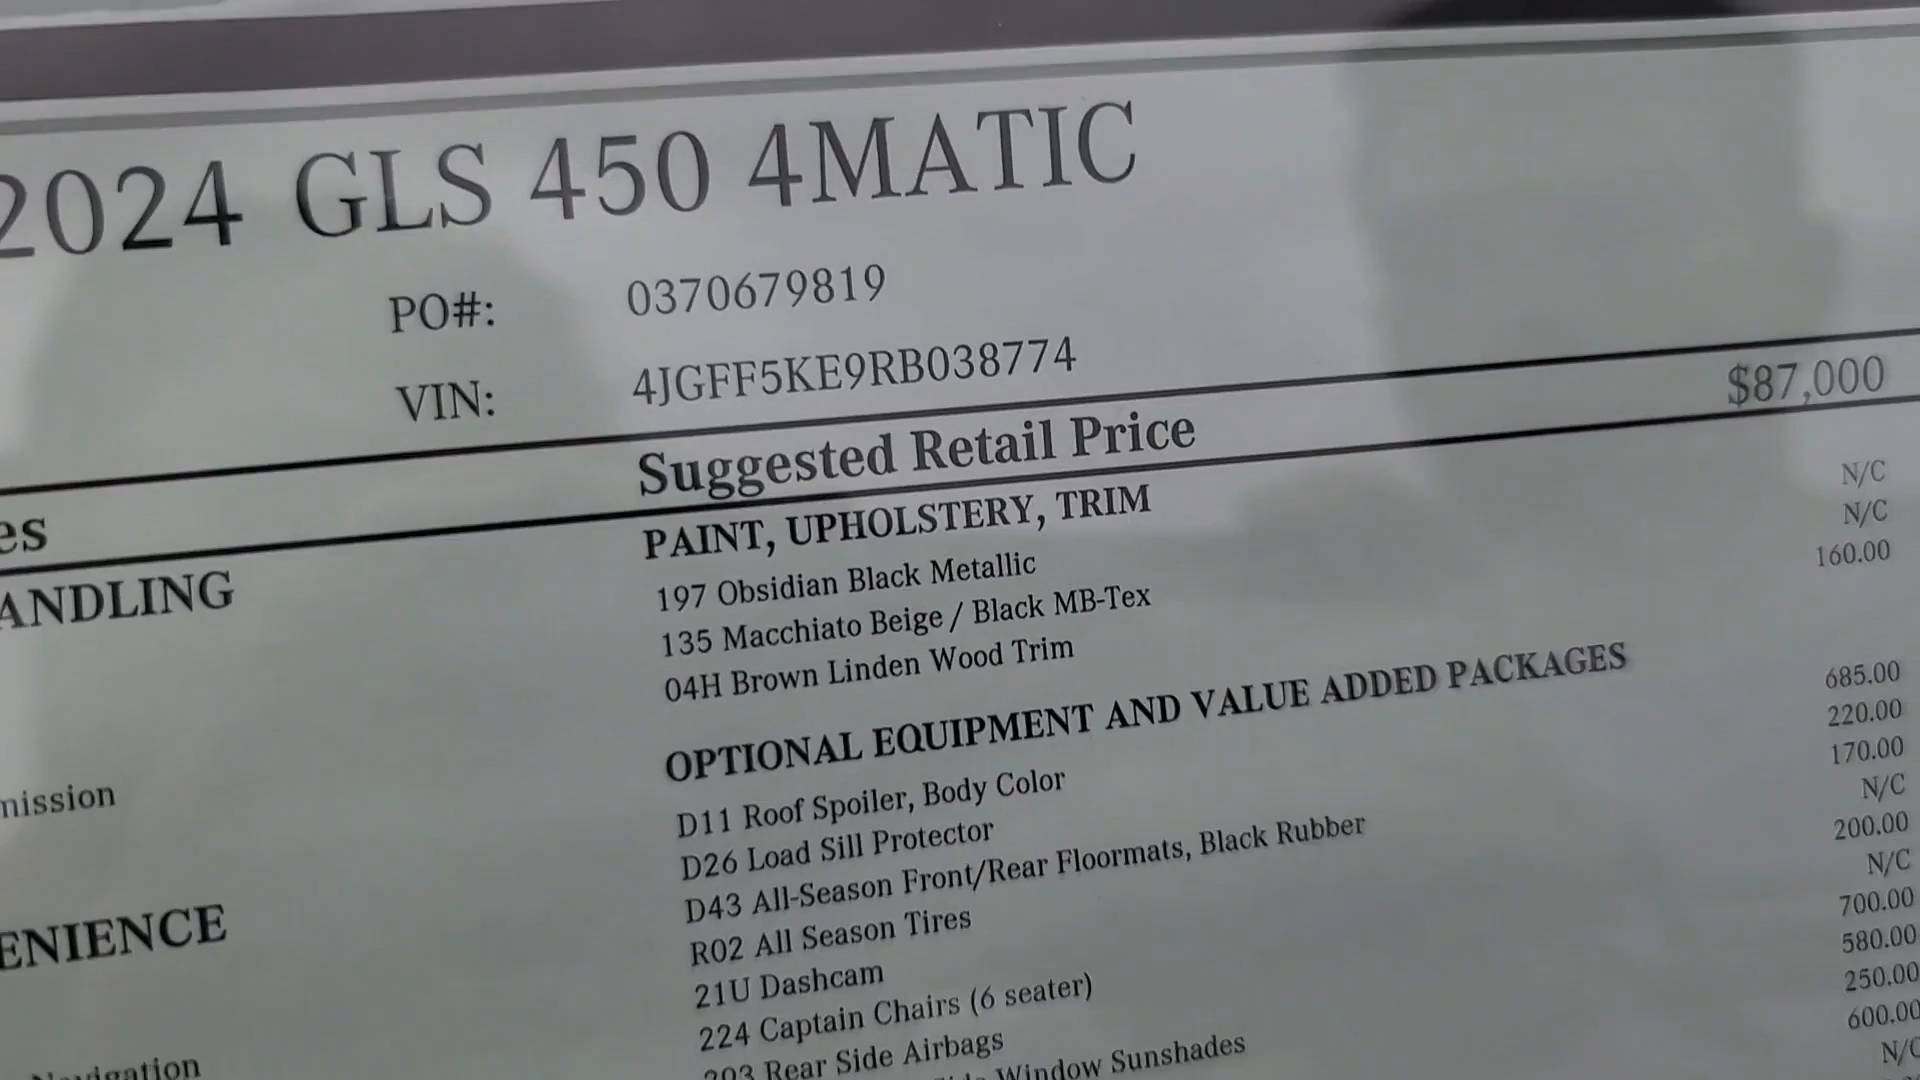 2024 GLS 450 4MATIC
PO#: 0370679819
VIN: 4JGFF5KE9RB038774
es
Suggested Retail Price $87,000
ANDLING
mission
ENIENCE
Navigation
PAINT, UPHOLSTERY, TRIM
197 Obsidian Black Metallic N/C
135 Macchiato Beige / Black MB-Tex N/C
04H Brown Linden Wood Trim 160.00
OPTIONAL EQUIPMENT AND VALUE ADDED PACKAGES
D11 Roof Spoiler, Body Color 685.00
D26 Load Sill Protector 220.00
D43 All-Season Front/Rear Floormats, Black Rubber 170.00
R02 All Season Tires N/C
21U Dashcam 200.00
224 Captain Chairs (6 seater) N/C
293 Rear Side Airbags 700.00
Window Sunshades 580.00
250.00
600.00
N/C